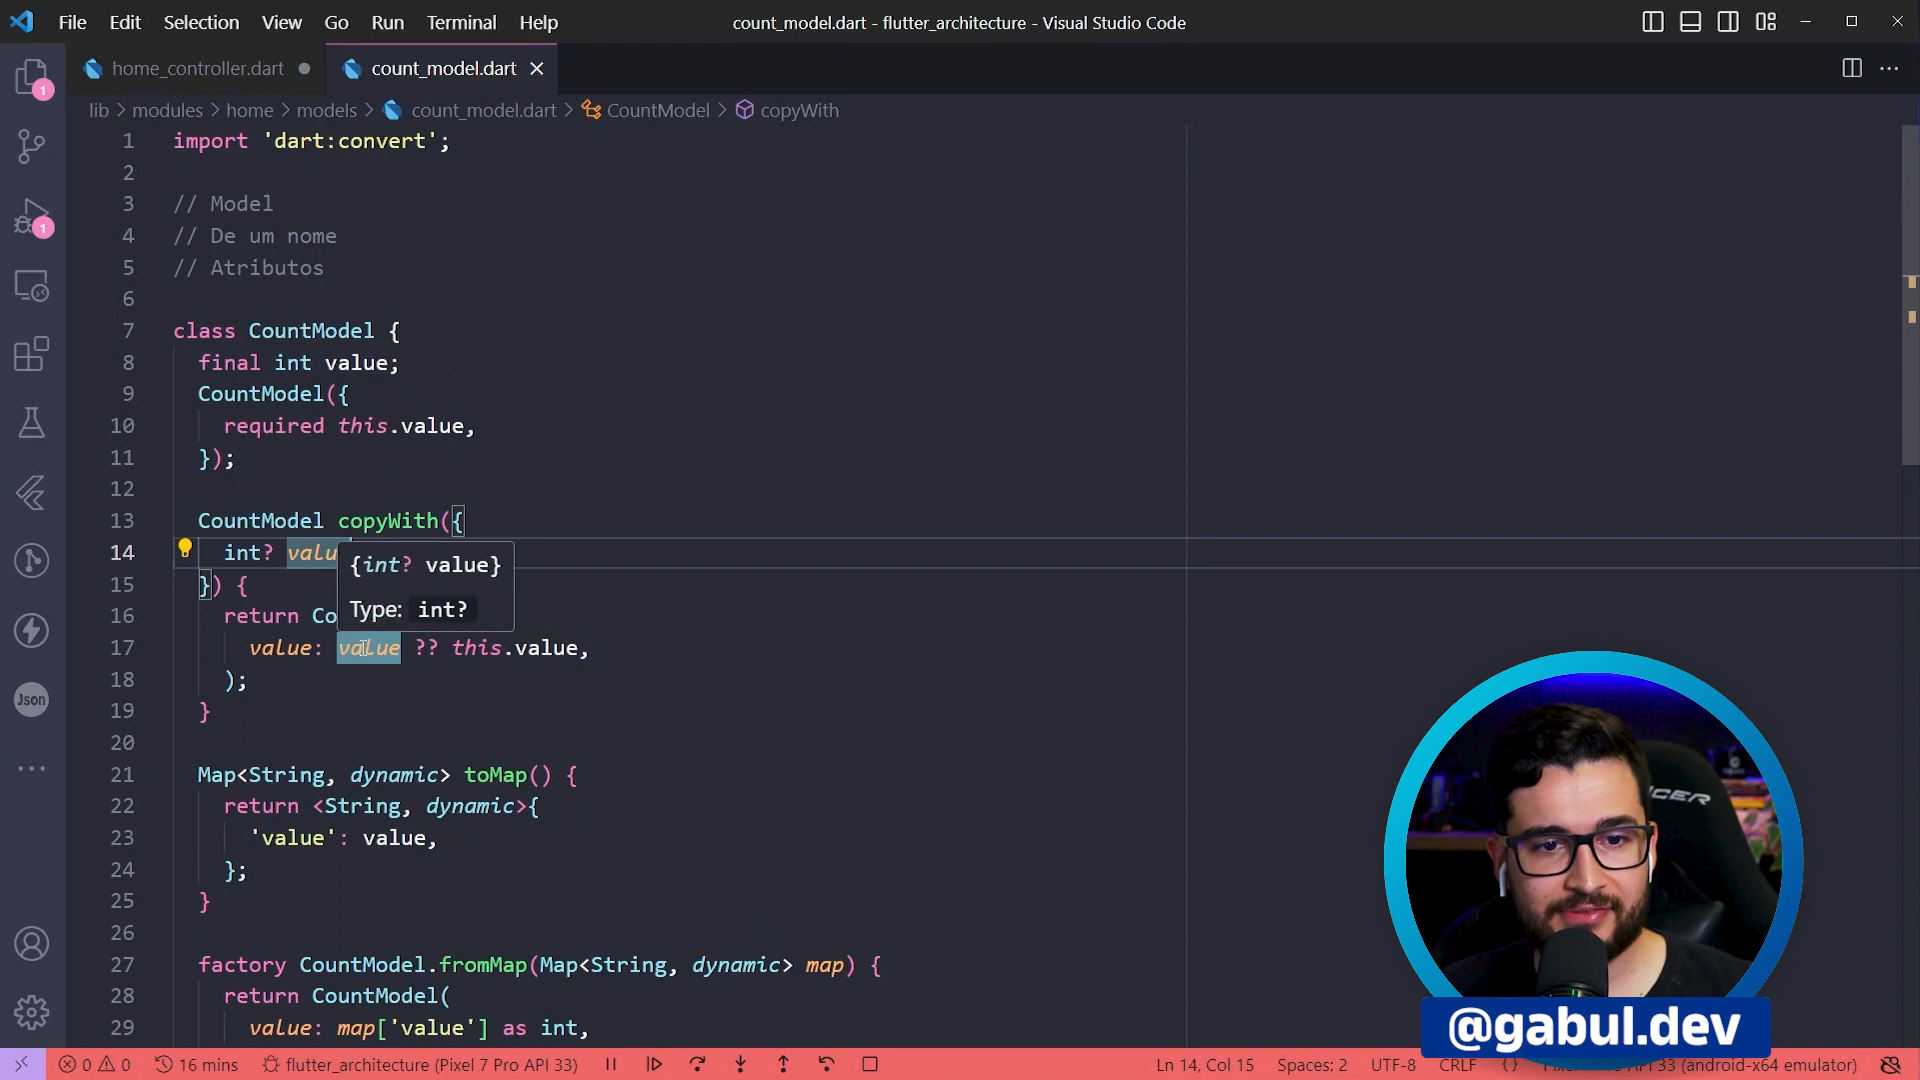 File Edit Selection View Go Run Terminal Help
count_model.dart - flutter_architecture - Visual Studio Code
home_controller.dart
count_model.dart
lib > modules > home > models > count_model.dart > CountModel > copyWith
1 import 'dart:convert';
2
3 // Model
4 // De um nome
5 // Atributos
6
7 class CountModel {
8 final int value;
9 CountModel({
10 required this.value,
11 });
12
13 CountModel copyWith({
14 int? valu
{int? value}
15 }) {
Type: int?
16 return Co
17 value: value ?? this.value,
18 );
19 }
20
21 Map<String, dynamic> toMap() {
22 return <String, dynamic>{
23 'value': value,
24 };
25 }
26
27 factory CountModel.fromMap(Map<String, dynamic> map) {
28 return CountModel(
29 value: map['value'] as int,
1
1
Json
@gabul.dev
0 0 16 mins flutter_architecture (Pixel 7 Pro API 33)
Ln 14, Col 15 Spaces: 2 UTF-8 CRLF {} API 33 (android-x64 emulator)